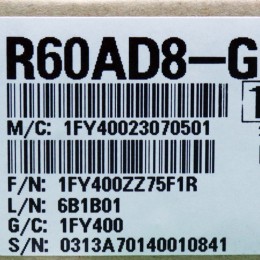 R60AD8-G
M/C: 1FY40023070501
F/N: 1FY400ZZ75F1R
L/N: 6B1B01
G/C: 1FY400
S/N: 0313A70140010841